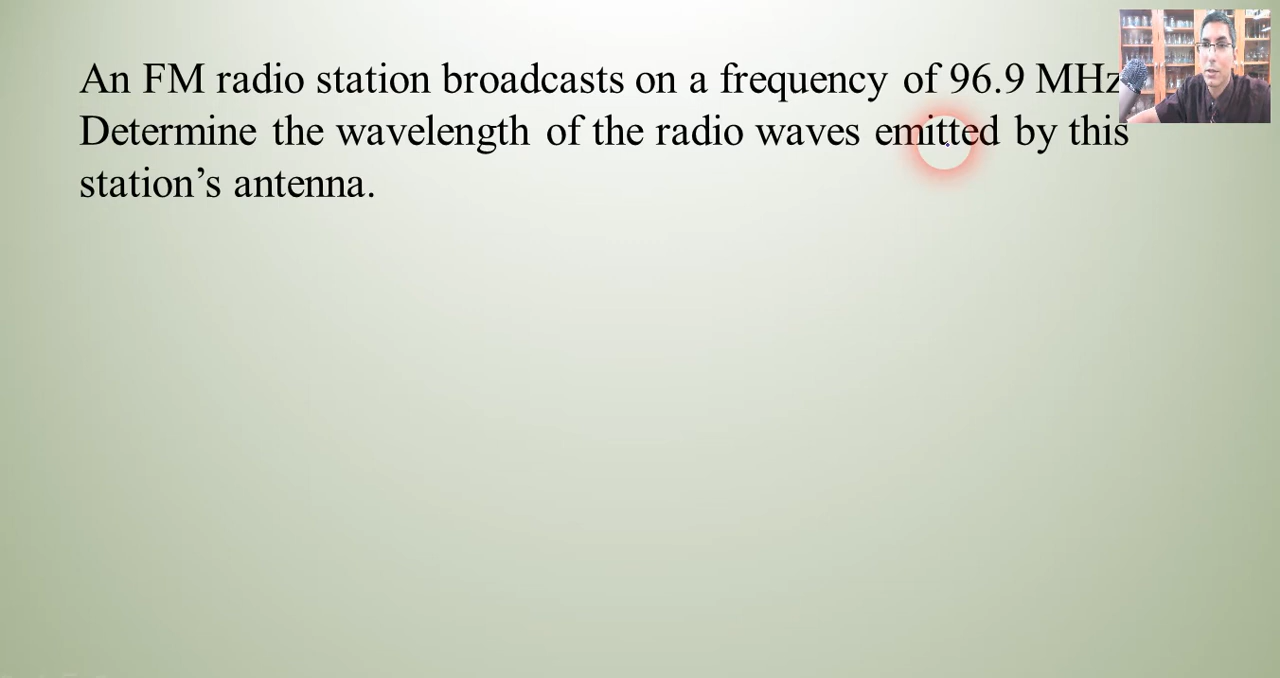 An FM radio station broadcasts on a frequency of 96.9 MHz
Determine the wavelength of the radio waves emitted by this
station’s antenna.